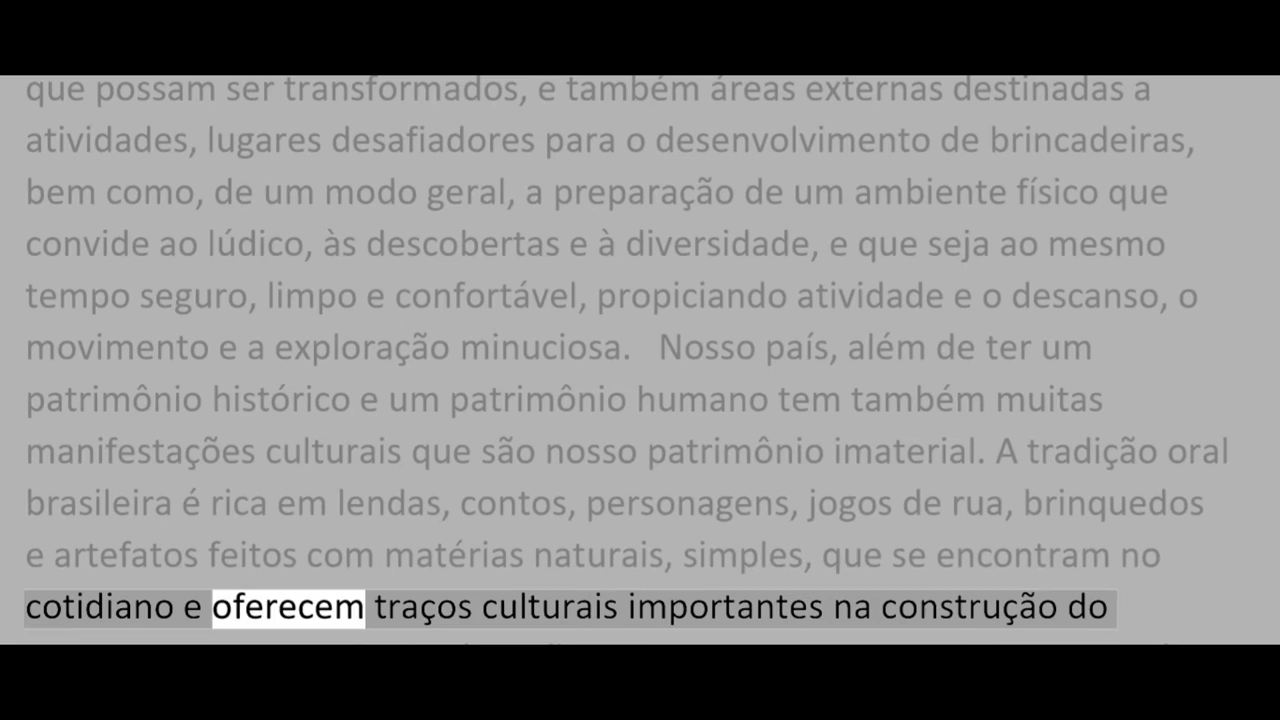 que possam ser transformados, e também áreas externas destinadas a
atividades, lugares desafiadores para o desenvolvimento de brincadeiras,
bem como, de um modo geral, a preparação de um ambiente físico que
convide ao lúdico, às descobertas e à diversidade, e que seja ao mesmo
tempo seguro, limpo e confortável, propiciando atividade e o descanso, o
movimento e a exploração minuciosa.   Nosso país, além de ter um
patrimônio histórico e um patrimônio humano tem também muitas
manifestações culturais que são nosso patrimônio imaterial. A tradição oral
brasileira é rica em lendas, contos, personagens, jogos de rua, brinquedos
e artefatos feitos com matérias naturais, simples, que se encontram no
cotidiano e oferecem traços culturais importantes na construção do